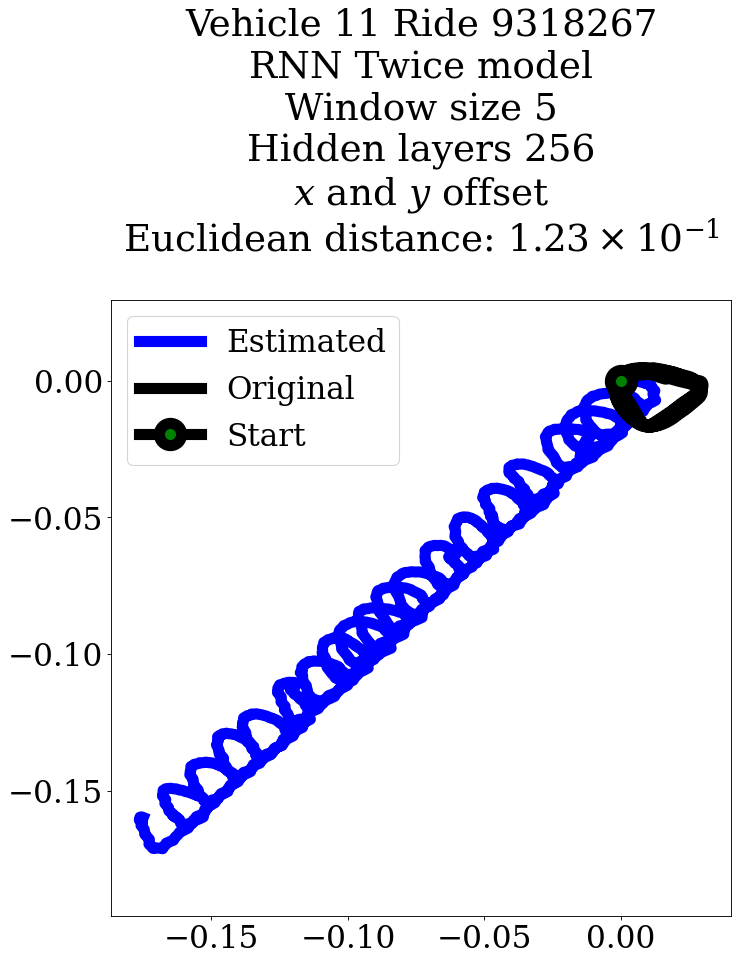 Vehicle 11 Ride 9318267
RNN Twice model
Window size 5
Hidden layers 256
x and y offset
Euclidean distance: 1.23 × 10⁻¹
Estimated
Original
Start
0.00
−0.05
−0.10
−0.15
−0.15 −0.10 −0.05 0.00